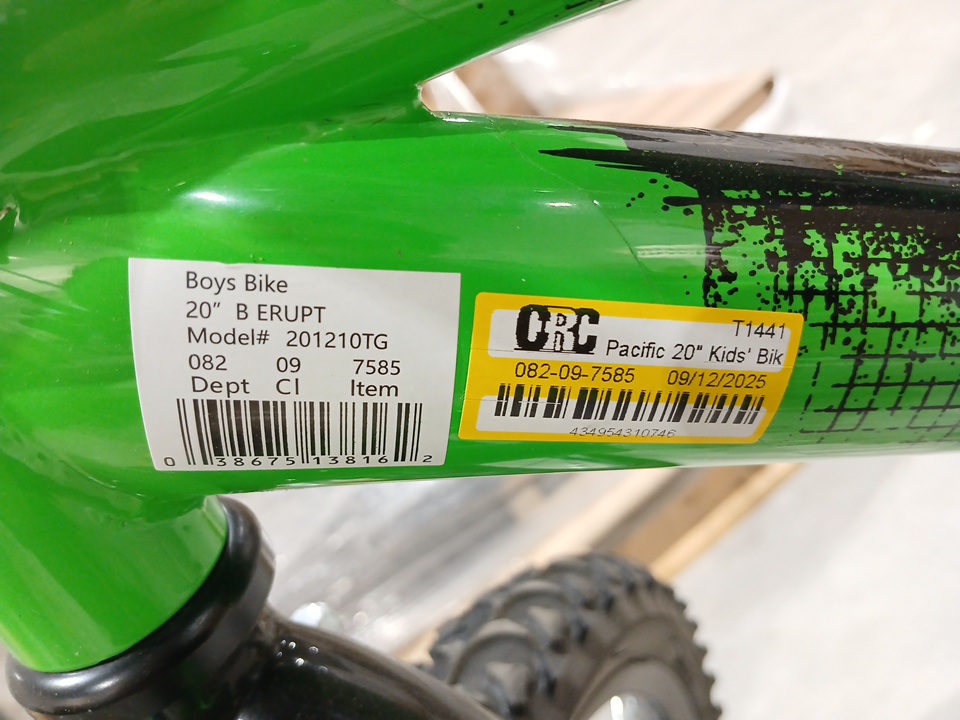 Boys Bike
20" B ERUPT
Model# 201210TG
082 09 7585
Dept Cl Item
0 38675 13816 2
CRC T1441
Pacific 20" Kids' Bik
082-09-7585 09/12/2025
434954310746